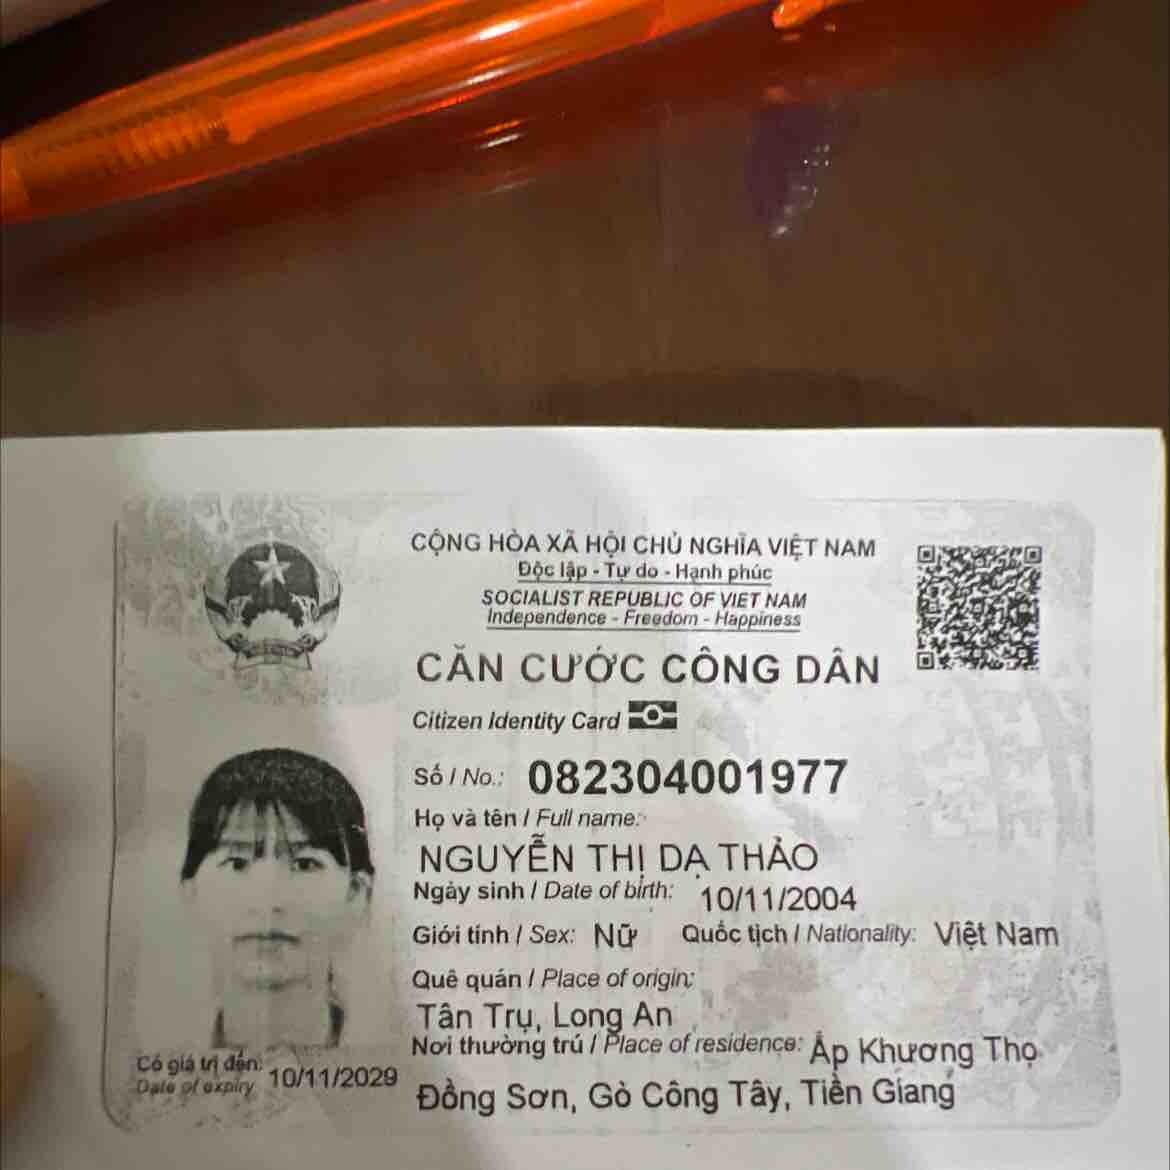 CỘNG HÒA XÃ HỘI CHỦ NGHĨA VIỆT NAM
Độc lập - Tự do - Hạnh phúc
SOCIALIST REPUBLIC OF VIET NAM
Independence - Freedom - Happiness
CĂN CƯỚC CÔNG DÂN
Citizen Identity Card
Số / No.: 082304001977
Họ và tên / Full name:
NGUYỄN THỊ DẠ THẢO
Ngày sinh / Date of birth: 10/11/2004
Giới tính / Sex: Nữ Quốc tịch / Nationality: Việt Nam
Quê quán / Place of origin:
Tân Trụ, Long An
Nơi thường trú / Place of residence: Ấp Khương Thọ
Đồng Sơn, Gò Công Tây, Tiền Giang
Có giá trị đến: 10/11/2029
Date of expiry